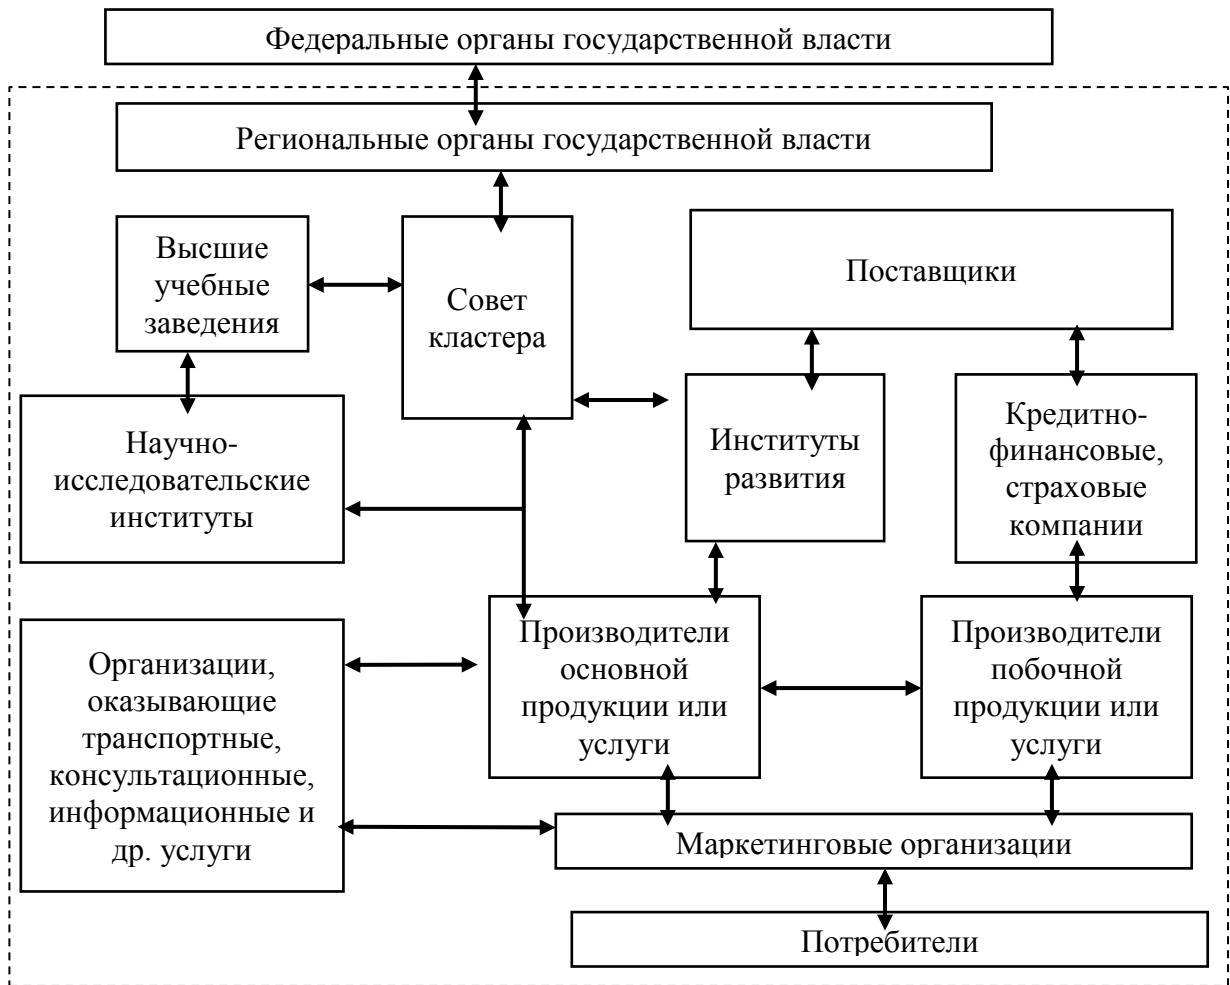 Федеральные органы государственной власти
Региональные органы государственной власти
Высшие
учебные
заведения
Совет
кластера
Поставщики
Научно-
исследовательские
институты
Институты
развития
Кредитно-
финансовые,
страховые
компании
Организации,
оказывающие
транспортные,
консультационные,
информационные и
др. услуги
Производители
основной
продукции или
услуги
Производители
побочной
продукции или
услуги
Маркетинговые организации
Потребители